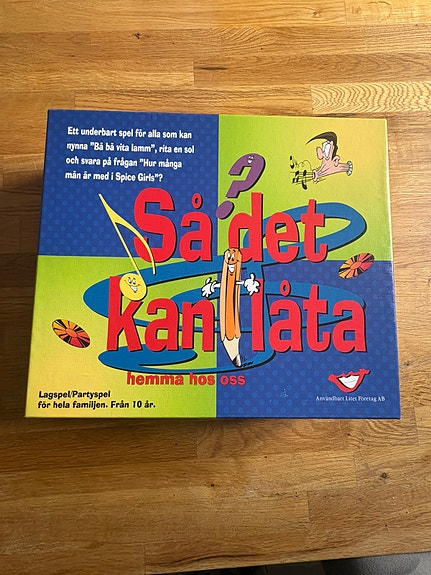 Ett underbart spel för alla som kan
nynna "Bä bä vita lamm", rita en sol
och svara på frågan "Hur många
män är med i Spice Girls"?
Så det
kan låta
hemma hos oss
Lagspel/Partyspel
för hela familjen. Från 10 år.
Användbart Litet Företag AB